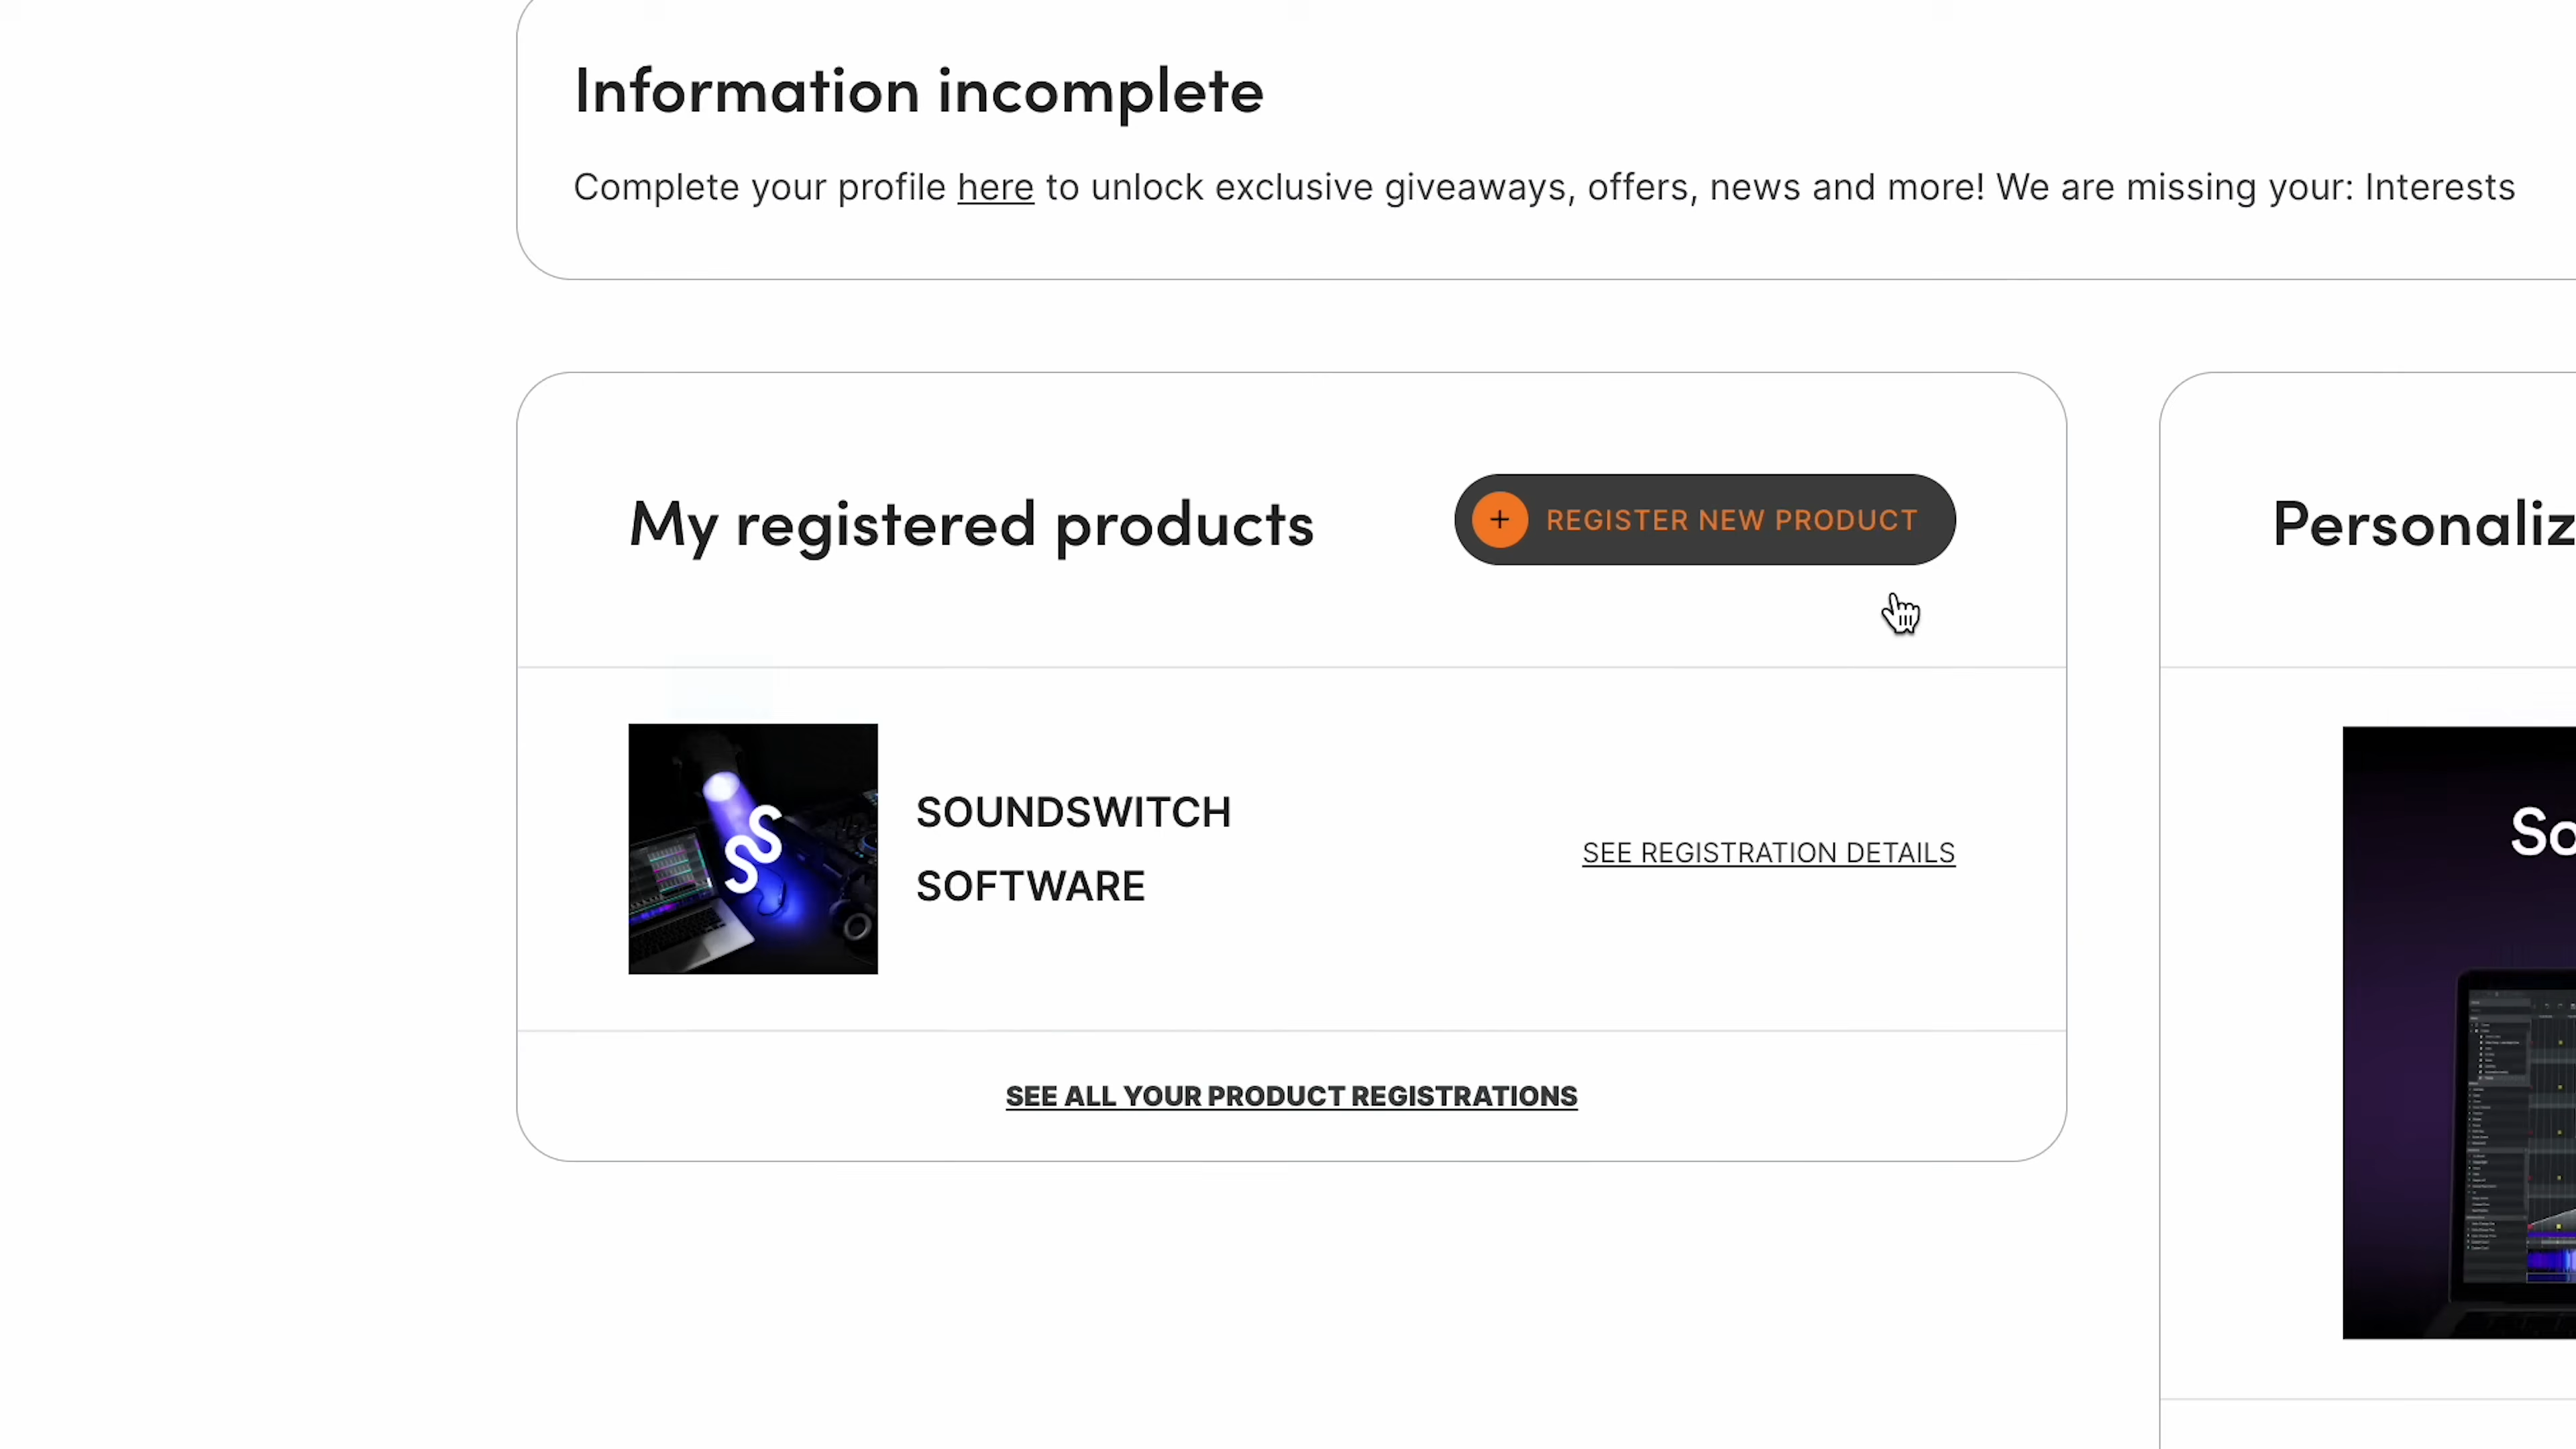 Information incomplete
Complete your profile here to unlock exclusive giveaways, offers, news and more! We are missing your: Interests
My registered products
+ REGISTER NEW PRODUCT
Personaliz
SOUNDSWITCH
SOFTWARE
SEE REGISTRATION DETAILS
So
SEE ALL YOUR PRODUCT REGISTRATIONS